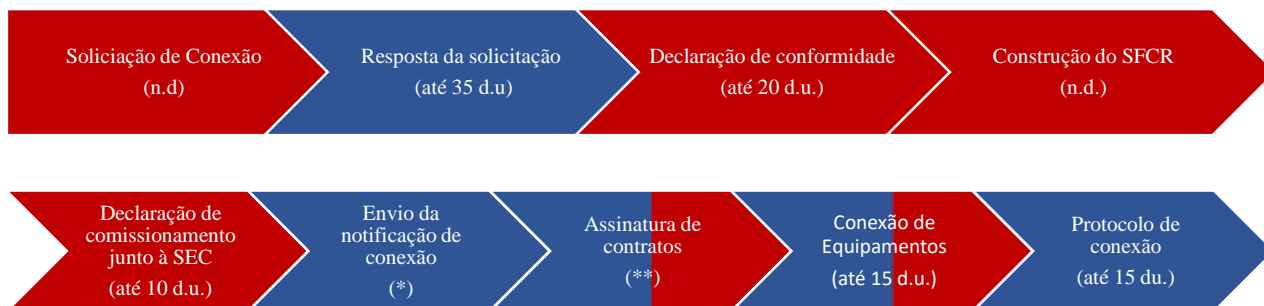 Soliciação de Conexão
(n.d)
Resposta da solicitação
(até 35 d.u)
Declaração de conformidade
(até 20 d.u.)
Construção do SFCR
(n.d.)
Declaração de
comissionamento
junto à SEC
(até 10 d.u.)
Envio da
notificação de
conexão
(*)
Assinatura de
contratos
(**)
Conexão de
Equipamentos
(até 15 d.u.)
Protocolo de
conexão
(até 15 du.)